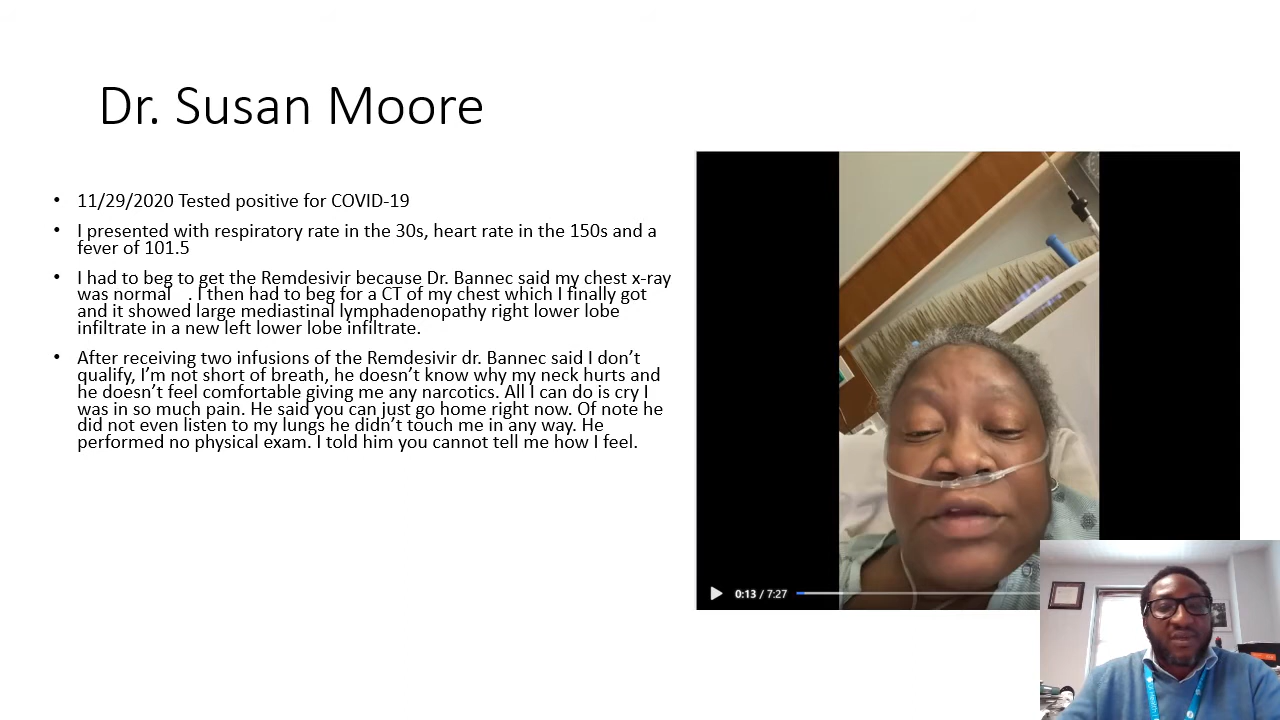 Dr. Susan Moore
• 11/29/2020 Tested positive for COVID-19
• I presented with respiratory rate in the 30s, heart rate in the 150s and a
fever of 101.5
• I had to beg to get the Remdesivir because Dr. Bannec said my chest x-ray
was normal . I then had to beg for a CT of my chest which I finally got
and it showed large mediastinal lymphadenopathy right lower lobe
infiltrate in a new left lower lobe infiltrate.
• After receiving two infusions of the Remdesivir dr. Bannec said I don’t
qualify, I’m not short of breath, he doesn’t know why my neck hurts and
he doesn’t feel comfortable giving me any narcotics. All I can do is cry I
was in so much pain. He said you can just go home right now. Of note he
did not even listen to my lungs he didn’t touch me in any way. He
performed no physical exam. I told him you cannot tell me how I feel.
0:13 / 7:27